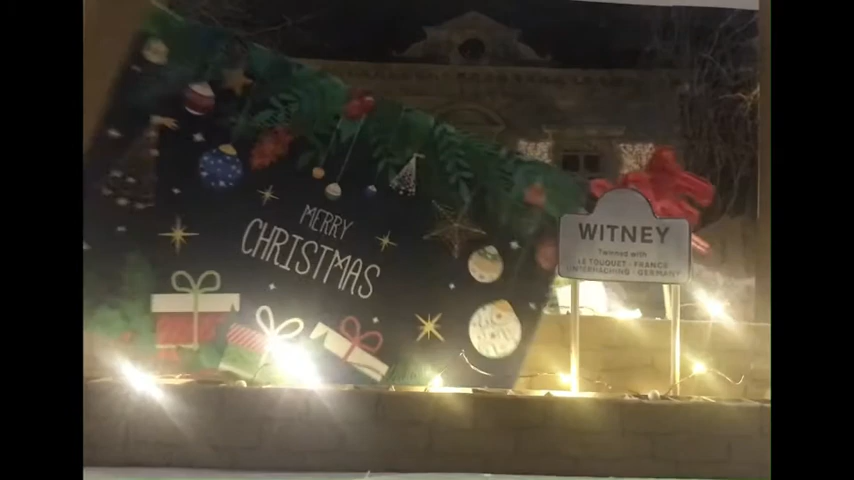 MERRY
CHRISTMAS
WITNEY
Twinned with
LE TOUQUET - FRANCE
UNTERHACHING - GERMANY